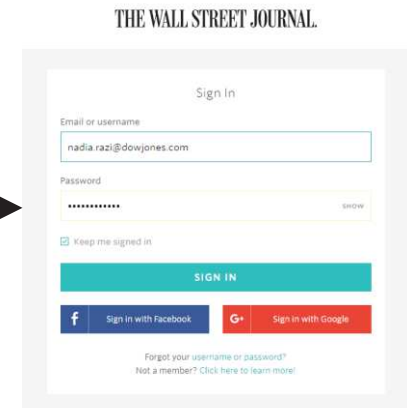 THE WALL STREET JOURNAL.
Sign In
Email or username
nadia.razi@dowjones.com
Password
•••••••••••• SHOW
Keep me signed in
SIGN IN
f Sign in with Facebook G+ Sign in with Google
Forgot your username or password?
Not a member? Click here to learn more!